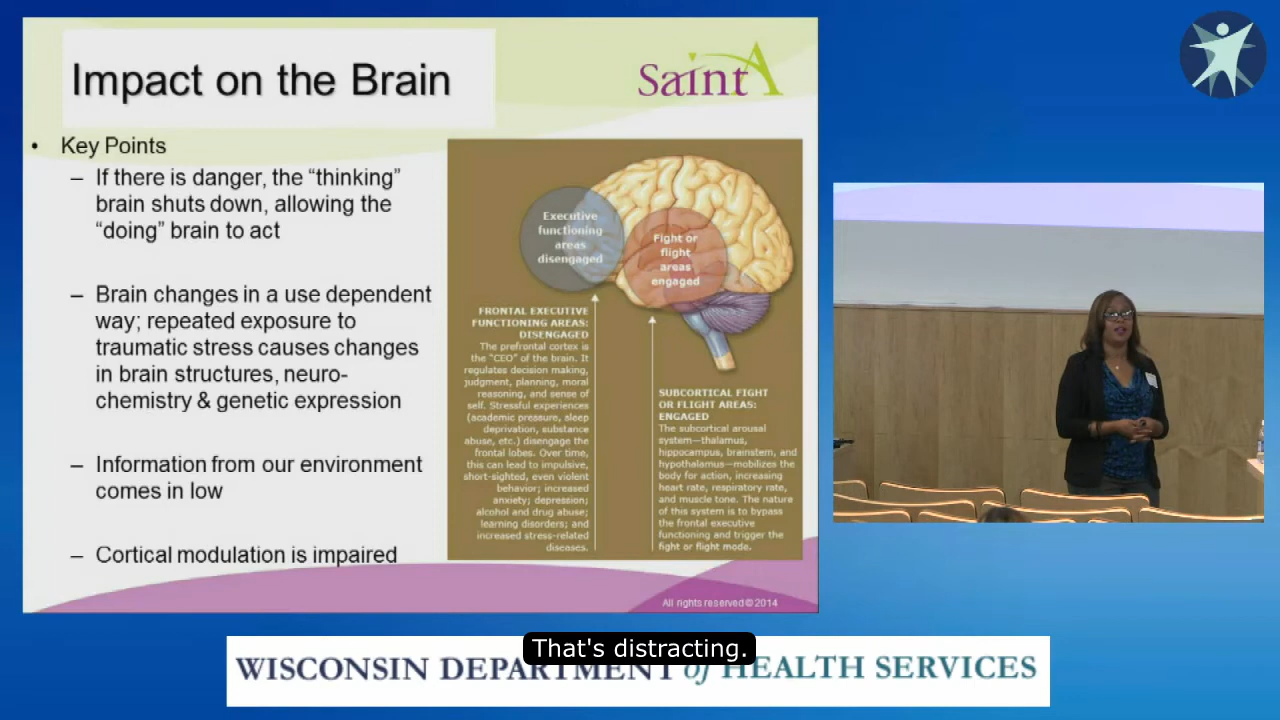 Impact on the Brain
SaintA
• Key Points
– If there is danger, the “thinking”
brain shuts down, allowing the
“doing” brain to act
– Brain changes in a use dependent
way; repeated exposure to
traumatic stress causes changes
in brain structures, neuro-
chemistry & genetic expression
– Information from our environment
comes in low
– Cortical modulation is impaired
Executive
functioning
areas
disengaged
Fight or
flight
areas
engaged
FRONTAL EXECUTIVE
FUNCTIONING AREAS:
DISENGAGED
The prefrontal cortex is
the “CEO” of the brain. It
regulates decision making,
judgment, planning, moral
reasoning, and sense of
self. Stressful experiences
(academic pressure, sleep
deprivation, substance
abuse, etc.) disengage the
frontal lobes. Over time,
this can lead to impulsive,
short-sighted, even violent
behavior; increased
anxiety; depression;
alcohol and drug abuse;
learning disorders; and
increased stress-related
diseases.
SUBCORTICAL FIGHT
OR FLIGHT AREAS:
ENGAGED
The subcortical arousal
system—thalamus,
hippocampus, brainstem, and
hypothalamus—mobilizes the
body for action, increasing
heart rate, respiratory rate,
and muscle tone. The nature
of this system is to bypass
the frontal executive
functioning and trigger the
fight or flight mode.
All rights reserved © 2014
That's distracting.
WISCONSIN DEPARTMENT of HEALTH SERVICES